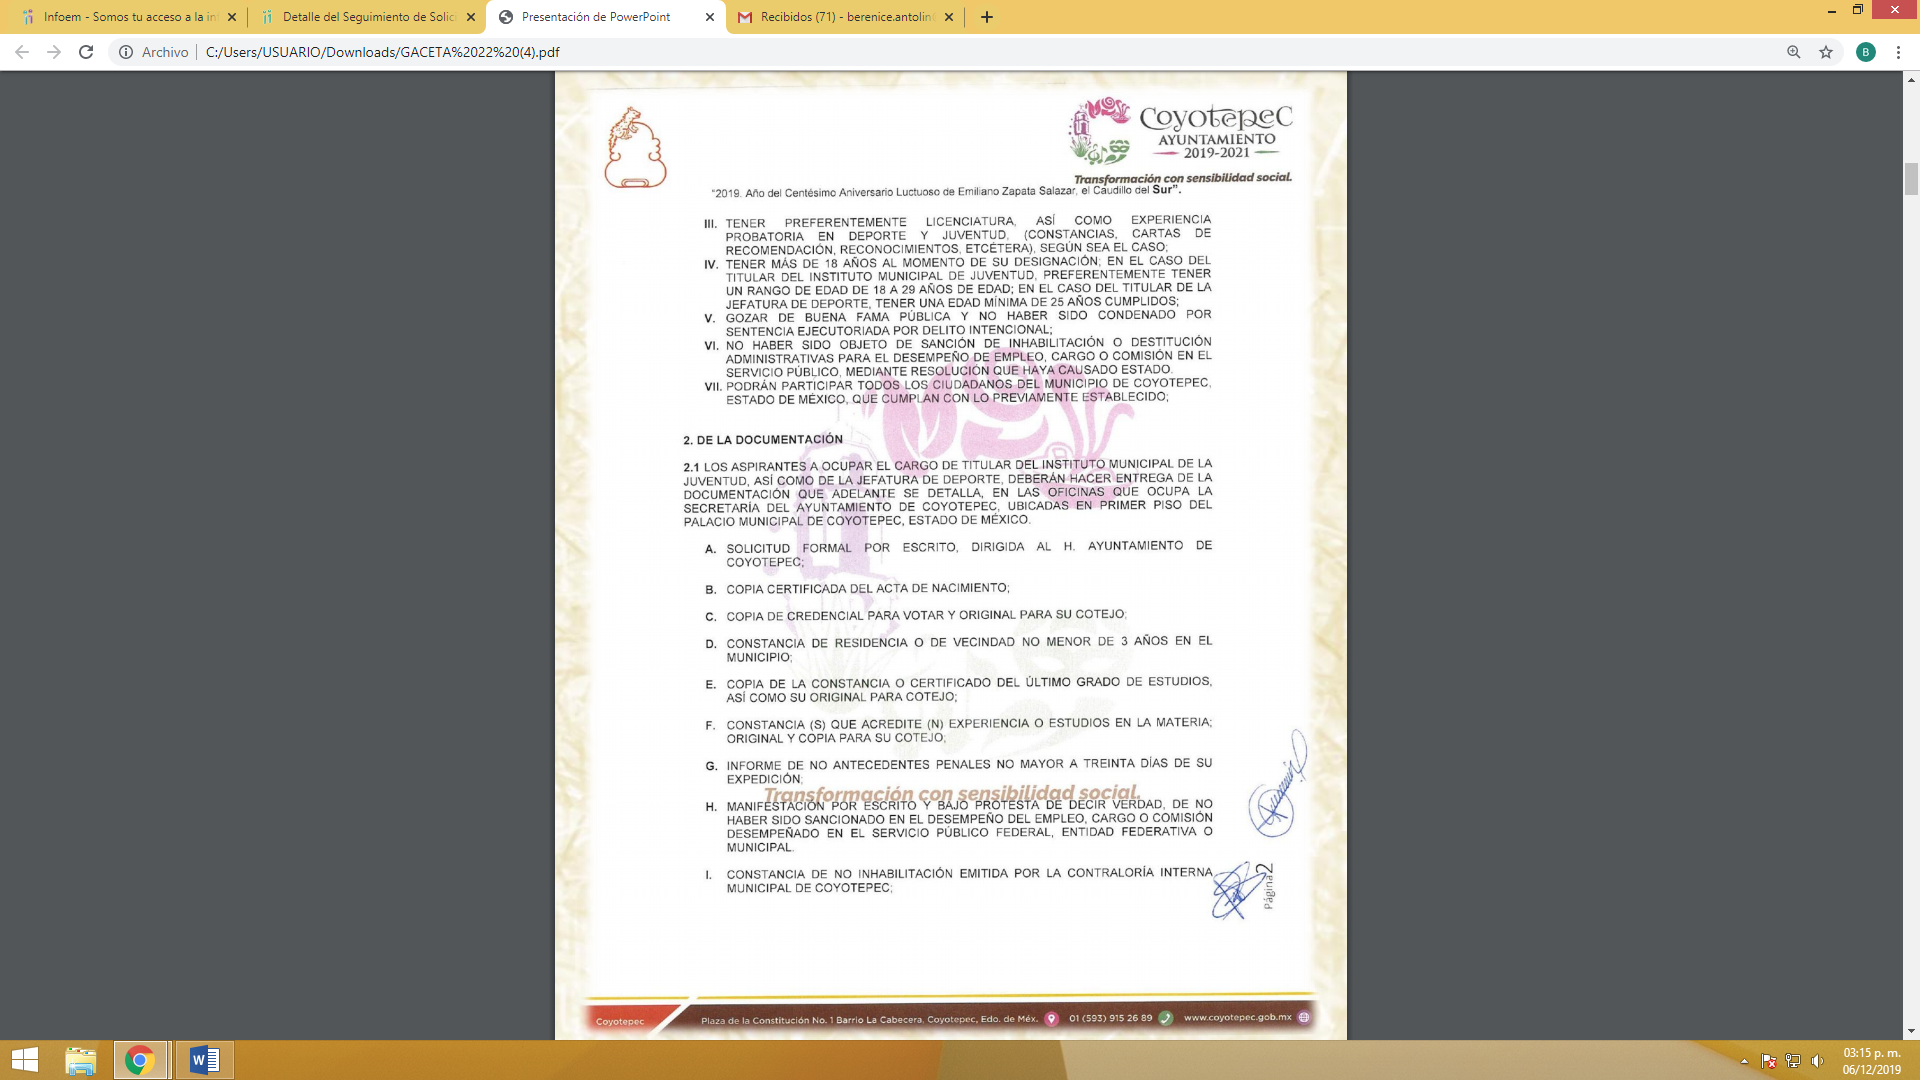 Infoem - Somos tu acceso a la in
Detalle del Seguimiento de Solici
Presentación de PowerPoint
Recibidos (71) - berenice.antolin
Archivo
C:/Users/USUARIO/Downloads/GACETA%2022%20(4).pdf
B
Coyotepec
AYUNTAMIENTO
2019-2021
Transformación con sensibilidad social.
"2019. Año del Centésimo Aniversario Luctuoso de Emiliano Zapata Salazar, el Caudillo del Sur".
III. TENER PREFERENTEMENTE LICENCIATURA, ASÍ COMO EXPERIENCIA
PROBATORIA EN DEPORTE Y JUVENTUD, (CONSTANCIAS, CARTAS DE
RECOMENDACIÓN, RECONOCIMIENTOS, ETCÉTERA), SEGÚN SEA EL CASO;
IV. TENER MÁS DE 18 AÑOS AL MOMENTO DE SU DESIGNACIÓN; EN EL CASO DEL
TITULAR DEL INSTITUTO MUNICIPAL DE JUVENTUD, PREFERENTEMENTE TENER
UN RANGO DE EDAD DE 18 A 29 AÑOS DE EDAD; EN EL CASO DEL TITULAR DE LA
JEFATURA DE DEPORTE, TENER UNA EDAD MÍNIMA DE 25 AÑOS CUMPLIDOS;
V. GOZAR DE BUENA FAMA PÚBLICA Y NO HABER SIDO CONDENADO POR
SENTENCIA EJECUTORIADA POR DELITO INTENCIONAL;
VI. NO HABER SIDO OBJETO DE SANCIÓN DE INHABILITACIÓN O DESTITUCIÓN
ADMINISTRATIVAS PARA EL DESEMPEÑO DE EMPLEO, CARGO O COMISIÓN EN EL
SERVICIO PÚBLICO, MEDIANTE RESOLUCIÓN QUE HAYA CAUSADO ESTADO.
VII. PODRÁN PARTICIPAR TODOS LOS CIUDADANOS DEL MUNICIPIO DE COYOTEPEC,
ESTADO DE MÉXICO, QUE CUMPLAN CON LO PREVIAMENTE ESTABLECIDO;
2. DE LA DOCUMENTACIÓN
2.1 LOS ASPIRANTES A OCUPAR EL CARGO DE TITULAR DEL INSTITUTO MUNICIPAL DE LA
JUVENTUD, ASÍ COMO DE LA JEFATURA DE DEPORTE, DEBERÁN HACER ENTREGA DE LA
DOCUMENTACIÓN QUE ADELANTE SE DETALLA, EN LAS OFICINAS QUE OCUPA LA
SECRETARÍA DEL AYUNTAMIENTO DE COYOTEPEC, UBICADAS EN PRIMER PISO DEL
PALACIO MUNICIPAL DE COYOTEPEC, ESTADO DE MÉXICO.
A. SOLICITUD FORMAL POR ESCRITO, DIRIGIDA AL H. AYUNTAMIENTO DE
COYOTEPEC;
B. COPIA CERTIFICADA DEL ACTA DE NACIMIENTO;
C. COPIA DE CREDENCIAL PARA VOTAR Y ORIGINAL PARA SU COTEJO;
D. CONSTANCIA DE RESIDENCIA O DE VECINDAD NO MENOR DE 3 AÑOS EN EL
MUNICIPIO;
E. COPIA DE LA CONSTANCIA O CERTIFICADO DEL ÚLTIMO GRADO DE ESTUDIOS,
ASÍ COMO SU ORIGINAL PARA COTEJO;
F. CONSTANCIA (S) QUE ACREDITE (N) EXPERIENCIA O ESTUDIOS EN LA MATERIA;
ORIGINAL Y COPIA PARA SU COTEJO;
G. INFORME DE NO ANTECEDENTES PENALES NO MAYOR A TREINTA DÍAS DE SU
EXPEDICIÓN;
Transformación con sensibilidad social.
H. MANIFESTACIÓN POR ESCRITO Y BAJO PROTESTA DE DECIR VERDAD, DE NO
HABER SIDO SANCIONADO EN EL DESEMPEÑO DEL EMPLEO, CARGO O COMISIÓN
DESEMPEÑADO EN EL SERVICIO PÚBLICO FEDERAL, ENTIDAD FEDERATIVA O
MUNICIPAL.
I. CONSTANCIA DE NO INHABILITACIÓN EMITIDA POR LA CONTRALORÍA INTERNA
MUNICIPAL DE COYOTEPEC;
Página 2
Coyotepec
Plaza de la Constitución No. 1 Barrio La Cabecera, Coyotepec, Edo. de Méx.
01 (593) 915 26 89
www.coyotepec.gob.mx
03:15 p. m.
06/12/2019